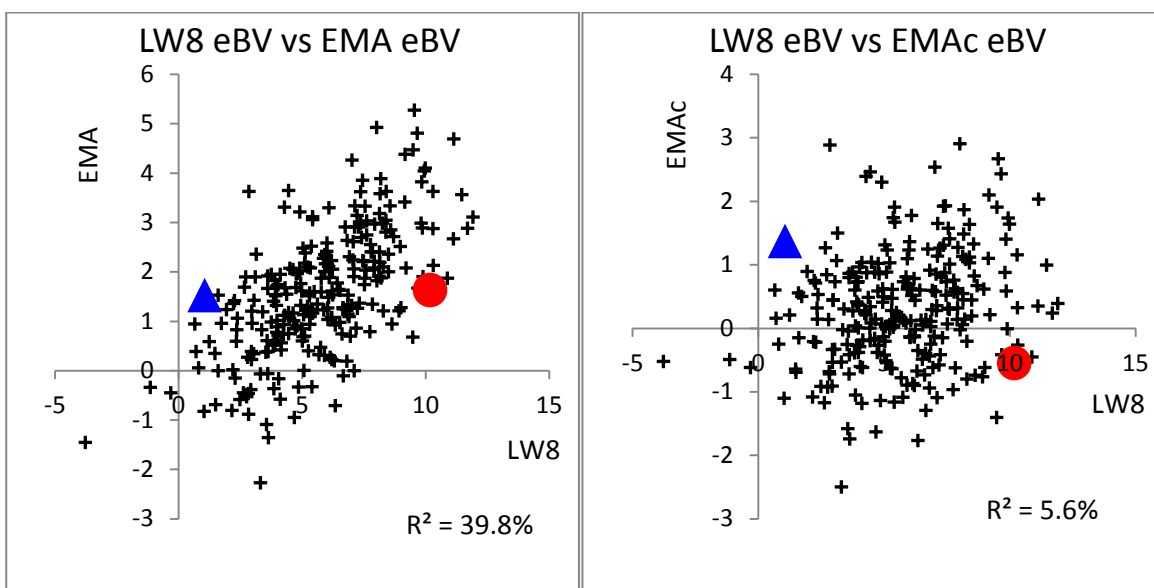 LW8 eBV vs EMA eBV
EMA
6
5
4
3
2
1
0
-1
-2
-3
-5 0 5 10 15
LW8
R² = 39.8%
LW8 eBV vs EMAc eBV
EMAc
4
3
2
1
0
-1
-2
-3
-5 0 5 10 15
LW8
R² = 5.6%